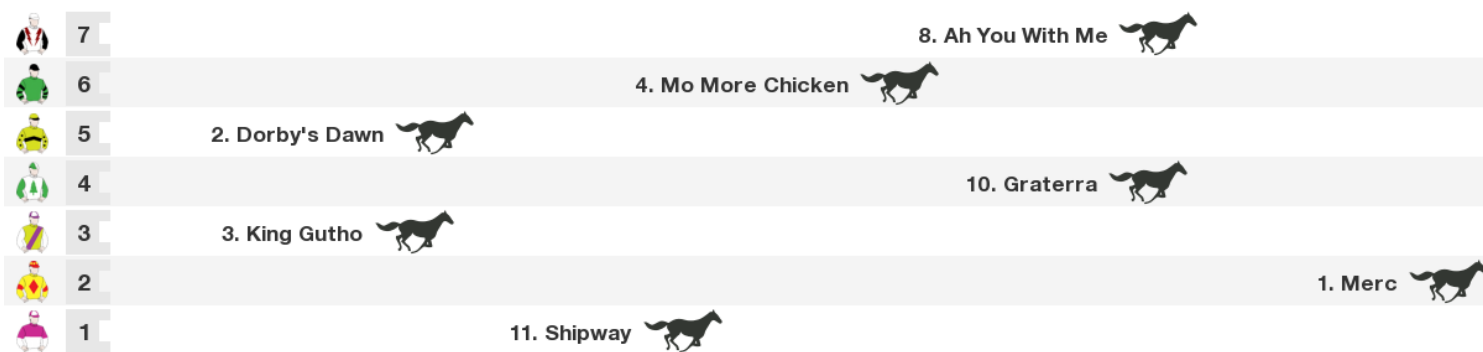 7 8. Ah You With Me
6 4. Mo More Chicken
5 2. Dorby's Dawn
4 10. Graterra
3 3. King Gutho
2 1. Merc
1 11. Shipway